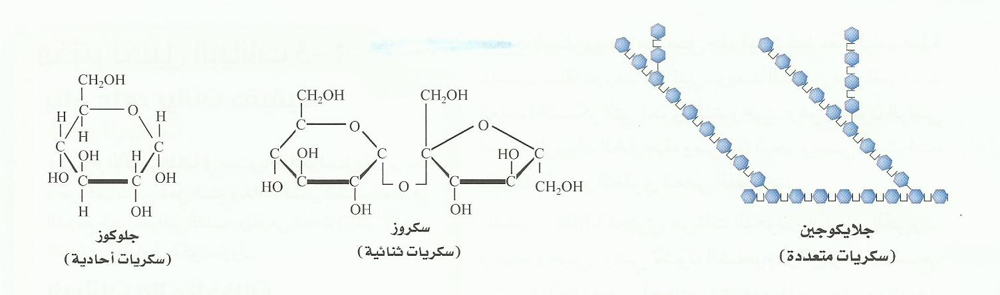 CH₂OH
C O
H H
C H C
OH H
HO C C OH
H OH
جلوكوز
(سكريات أحادية)
CH₂OH CH₂OH
C O O
OH HO
C C C C
HO C C O C C CH₂OH
OH OH
سكروز
(سكريات ثنائية)
جلايكوجين
(سكريات متعددة)